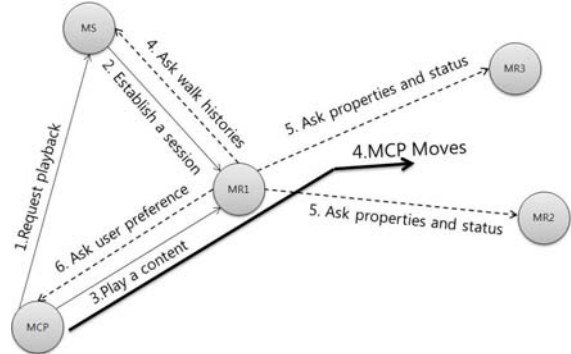 MS
MR3
4. Ask walk histories
2. Establish a session
5. Ask properties and status
1.Request playback
4.MCP Moves
MR1
6. Ask user preference
5. Ask properties and status
MR2
3.Play a content
MCP